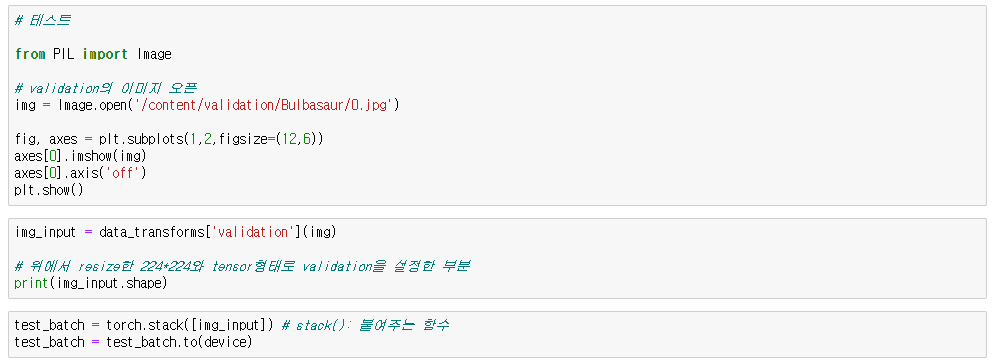 # 테스트
from PIL import Image
# validation의 이미지 오픈
img = Image.open('/content/validation/Bulbasaur/0.jpg')
fig, axes = plt.subplots(1,2,figsize=(12,6))
axes[0].imshow(img)
axes[0].axis('off')
plt.show()
img_input = data_transforms['validation'](img)
# 위에서 resize한 224*224와 tensor형태로 validation을 설정한 부분
print(img_input.shape)
test_batch = torch.stack([img_input]) # stack(): 붙여주는 함수
test_batch = test_batch.to(device)